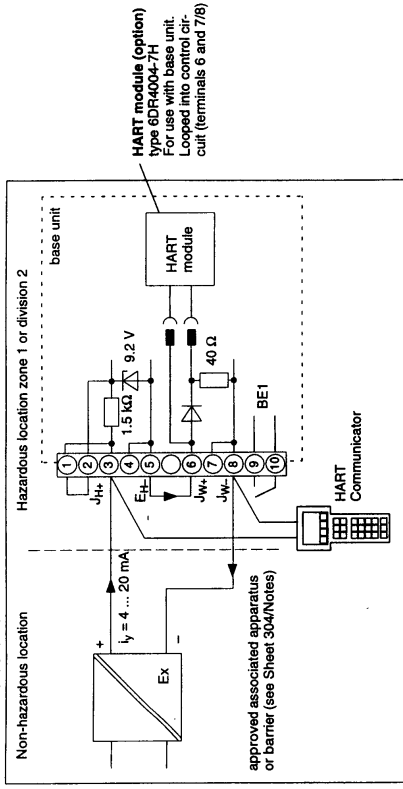 Non-hazardous location
Hazardous location zone 1 or division 2
base unit
HART module (option)
type 6DR4004-7H
For use with base unit.
Looped into control cir-
cuit (terminals 6 and 7/8)
HART
module
1
2
3
4
5
6
7
8
9
10
JH+
EH-
JW+
JW-
1.5 kΩ
9.2 V
40 Ω
BE1
+
iy = 4 ... 20 mA
Ex
−
approved associated apparatus
or barrier (see Sheet 304/Notes)
HART
Communicator